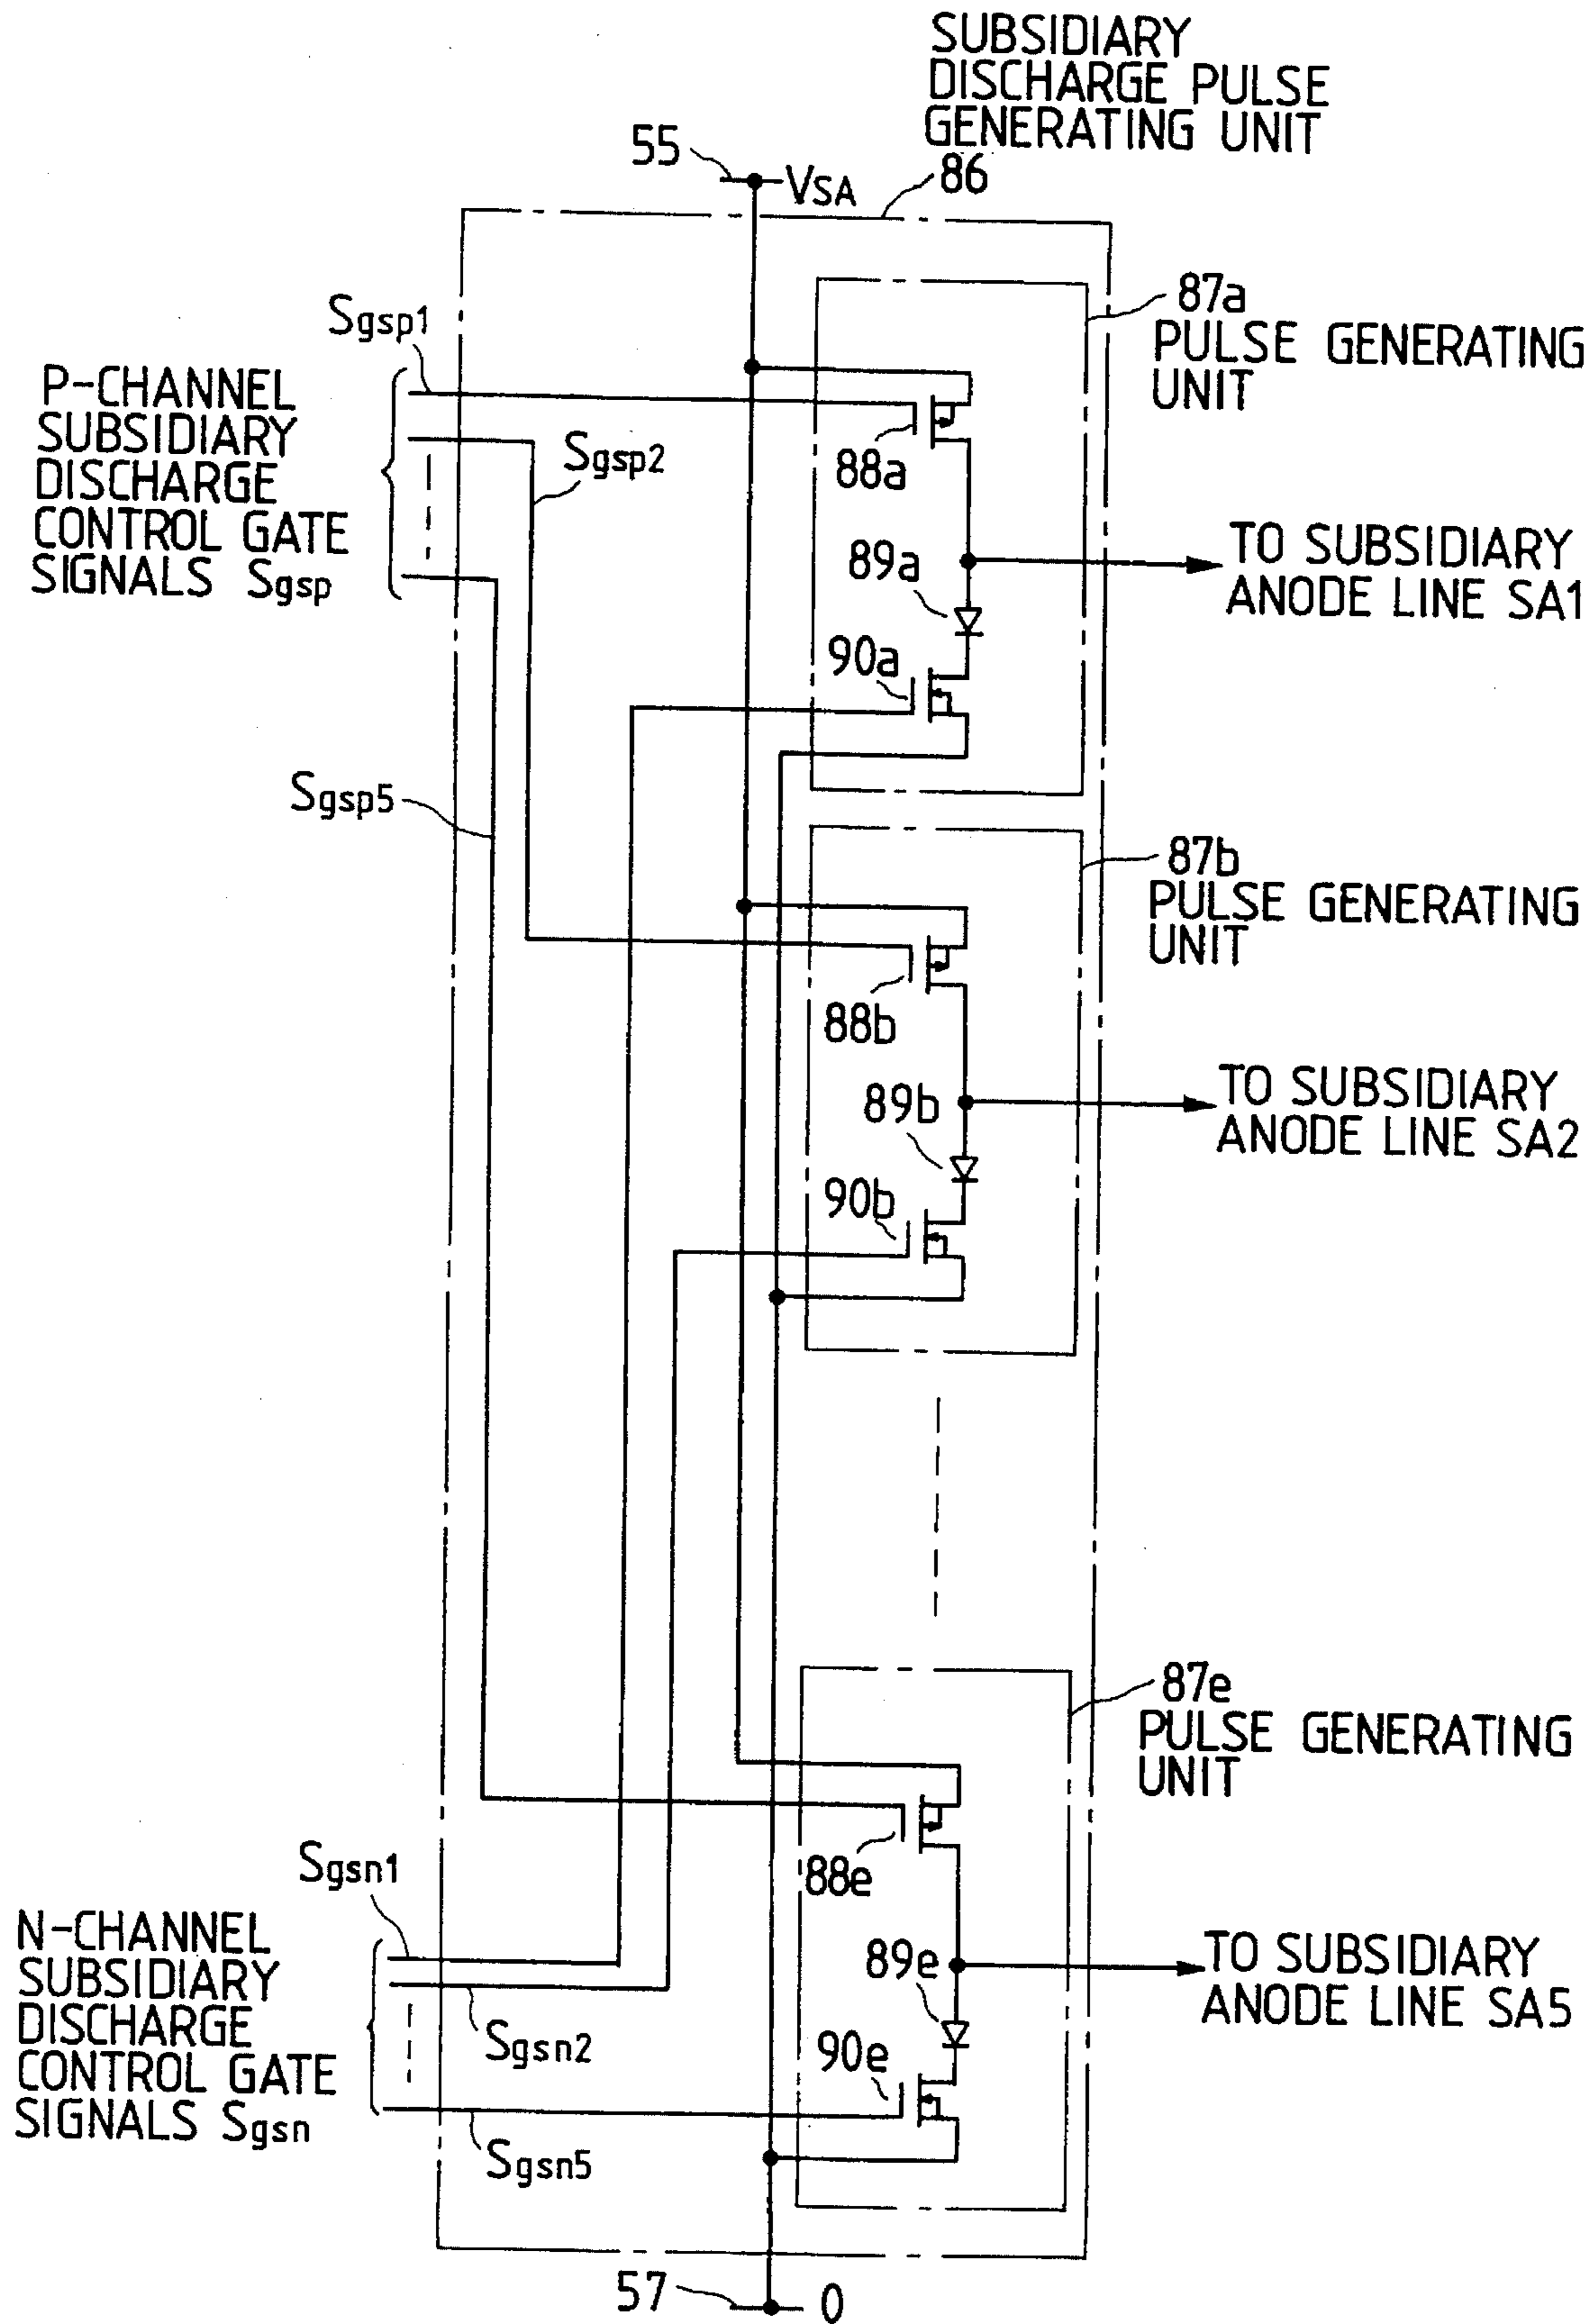 SUBSIDIARY
DISCHARGE PULSE
GENERATING UNIT
86
55
VSA
87a
PULSE GENERATING
UNIT
Sgsp1
P-CHANNEL
SUBSIDIARY
DISCHARGE
CONTROL GATE
SIGNALS Sgsp
Sgsp2
88a
89a
TO SUBSIDIARY
ANODE LINE SA1
90a
Sgsp5
87b
PULSE GENERATING
UNIT
88b
89b
TO SUBSIDIARY
ANODE LINE SA2
90b
87e
PULSE GENERATING
UNIT
88e
Sgsn1
N-CHANNEL
SUBSIDIARY
DISCHARGE
CONTROL GATE
SIGNALS Sgsn
Sgsn2
89e
TO SUBSIDIARY
ANODE LINE SA5
90e
Sgsn5
57
0